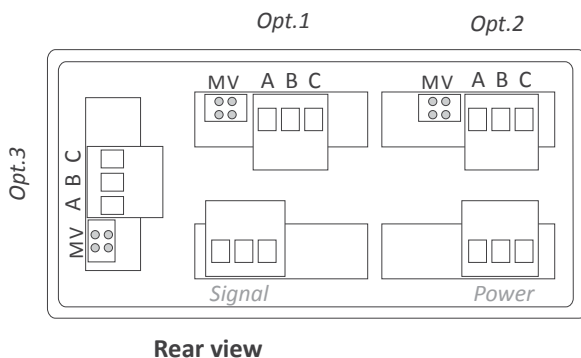 Opt.1
Opt.2
MV A B C
MV A B C
Opt.3
MV A B C
Signal
Power
Rear view